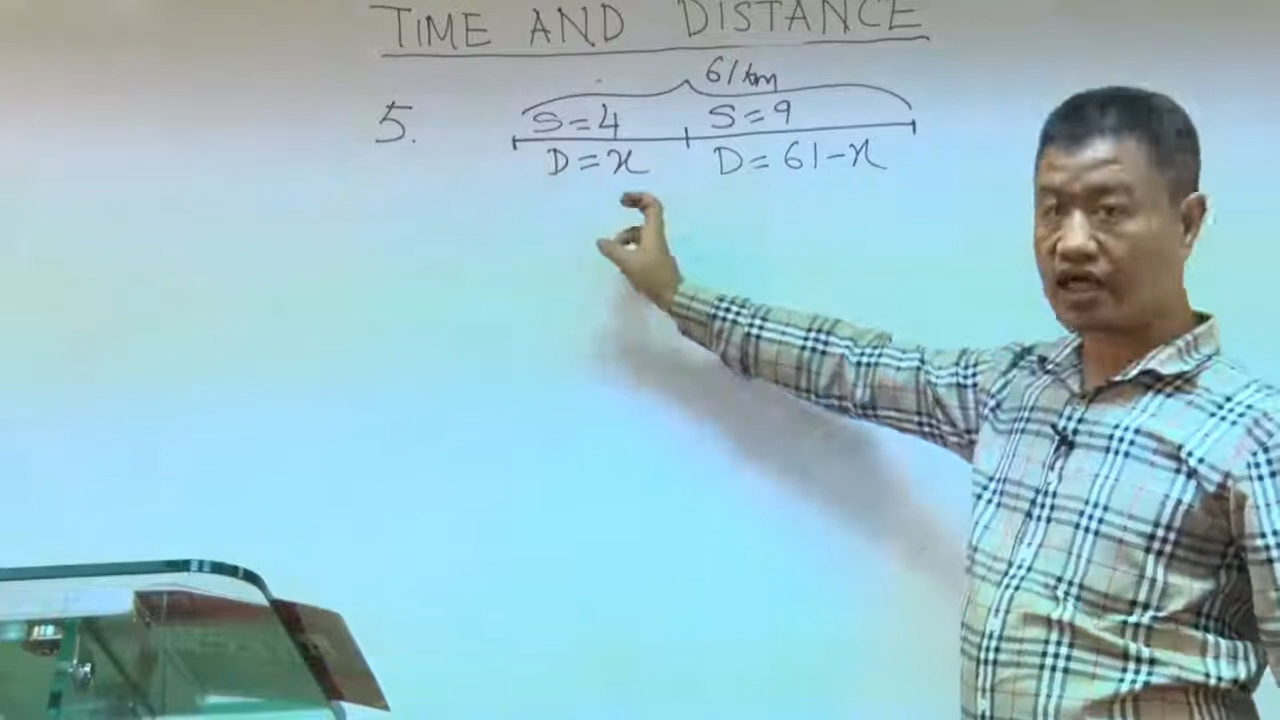 TIME AND DISTANCE
61km
5. S=4 S=9
D=x D=61-x